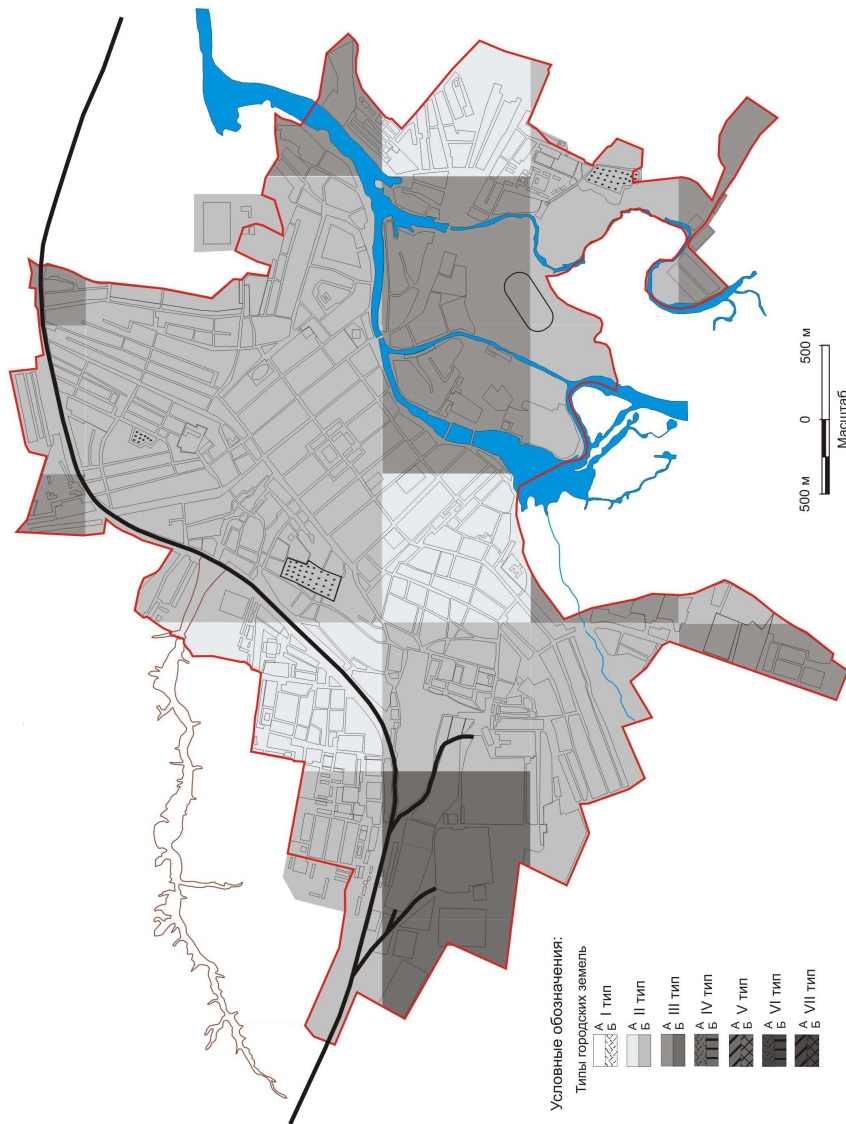 500 м 0 500 м
Масштаб
Условные обозначения:
Типы городских земель
А
Б I тип
А
Б II тип
А
Б III тип
А
Б IV тип
А
Б V тип
А
Б VI тип
А
Б VII тип